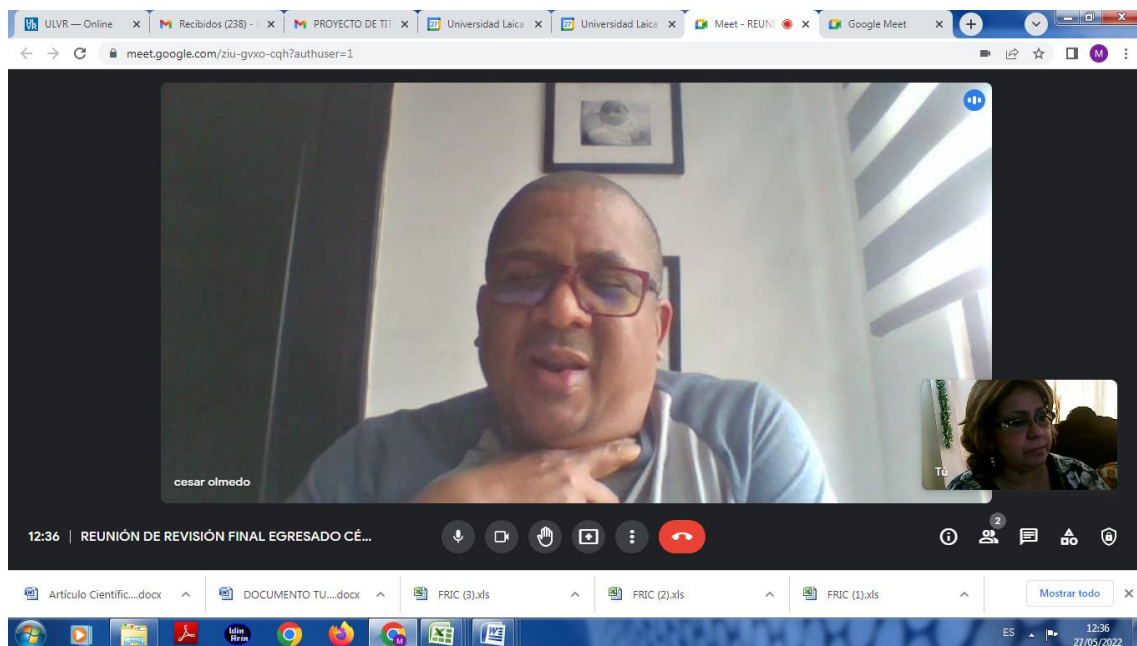 ULVR — Online
Recibidos (238) - 
PROYECTO DE TIT
Universidad Laica
Universidad Laica
Meet - REUNI
Google Meet
meet.google.com/ziu-gvxo-cqh?authuser=1
M
cesar olmedo
Tú
12:36 | REUNIÓN DE REVISIÓN FINAL EGRESADO CÉ...
2
Artículo Científic....docx
DOCUMENTO TU....docx
FRIC (3).xls
FRIC (2).xls
FRIC (1).xls
Mostrar todo
ES
12:36
27/05/2022